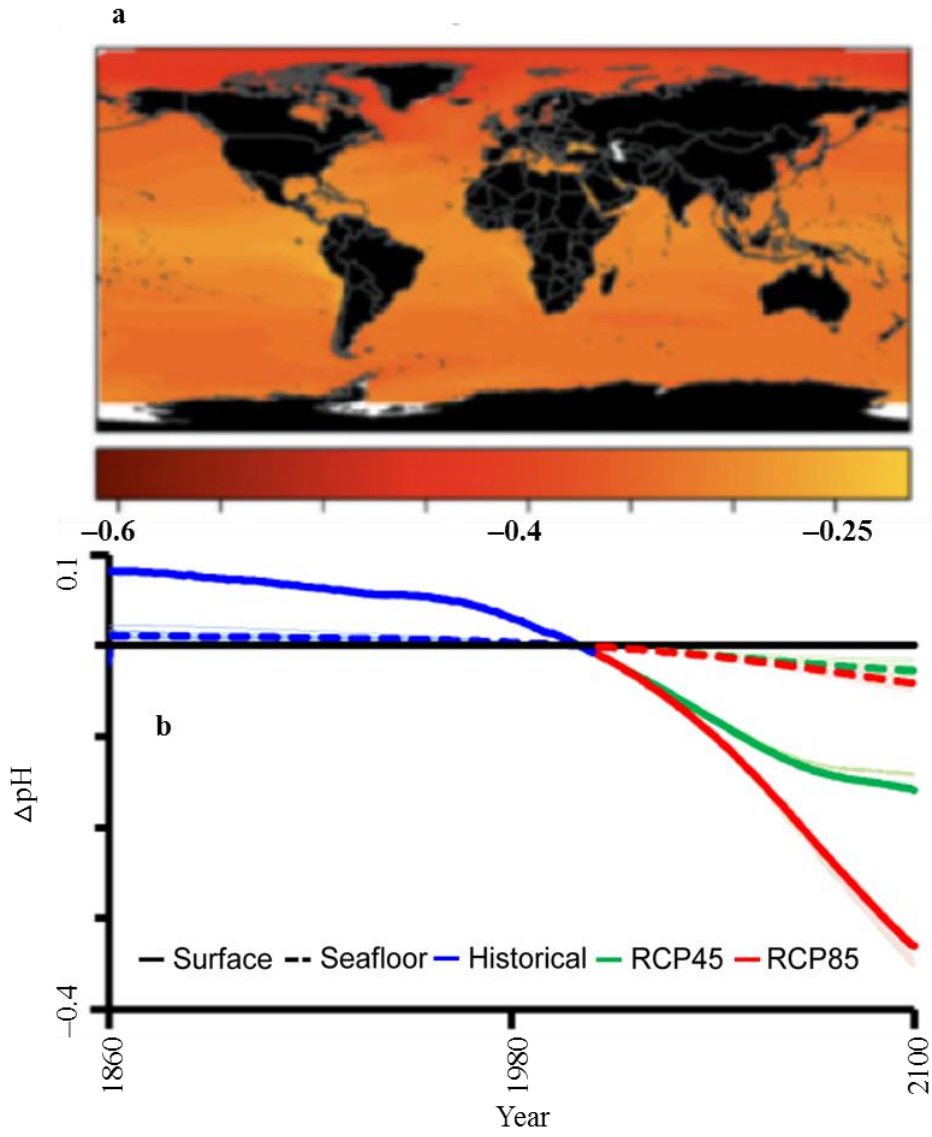 a
−0.6 −0.4 −0.25
0.1
b
ΔpH
Surface Seafloor Historical RCP45 RCP85
−0.4
1860 1980 2100
Year